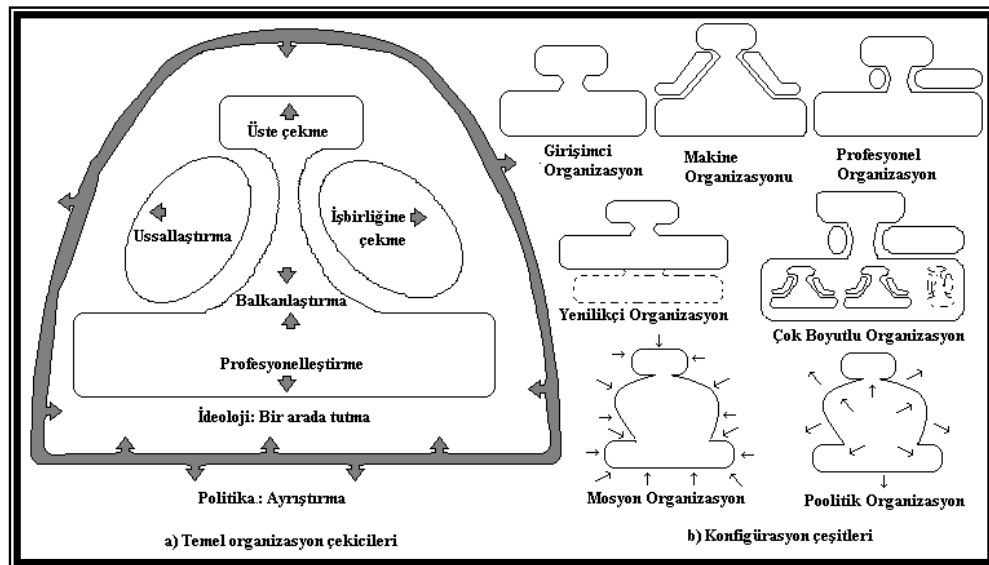 Üste çekme
Ussallaştırma
İşbirliğine
çekme
Balkanlaştırma
Profesyonelleştirme
İdeoloji: Bir arada tutma
Politika.: Ayrıştırma
a) Temel organizasyon çekicileri
Girişimci
Organizasyon
Makine
Organizasyonu
Profesyonel
Organizasyon
Yenilikçi Organizasyon
Çok Boyutlu Organizasyon
Mosyon Organizasyon
Poolitik Organizasyon
b) Konfigürasyon çeşitleri